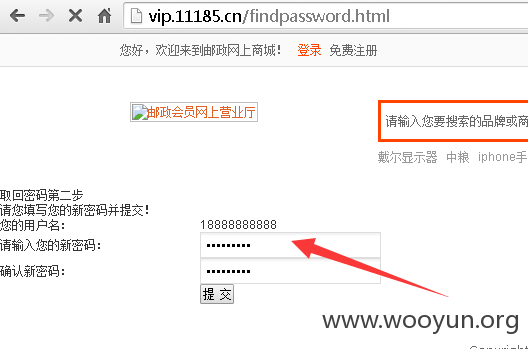 vip.11185.cn/findpassword.html
您好，欢迎来到邮政网上商城！ 登录 免费注册
邮政会员网上营业厅
请输入您要搜索的品牌或商
戴尔显示器 中粮 iphone手
取回密码第二步
请您填写您的新密码并提交！
您的用户名： 18888888888
请输入您的新密码： •••••••••
确认新密码： •••••••••
提 交
www.wooyun.org